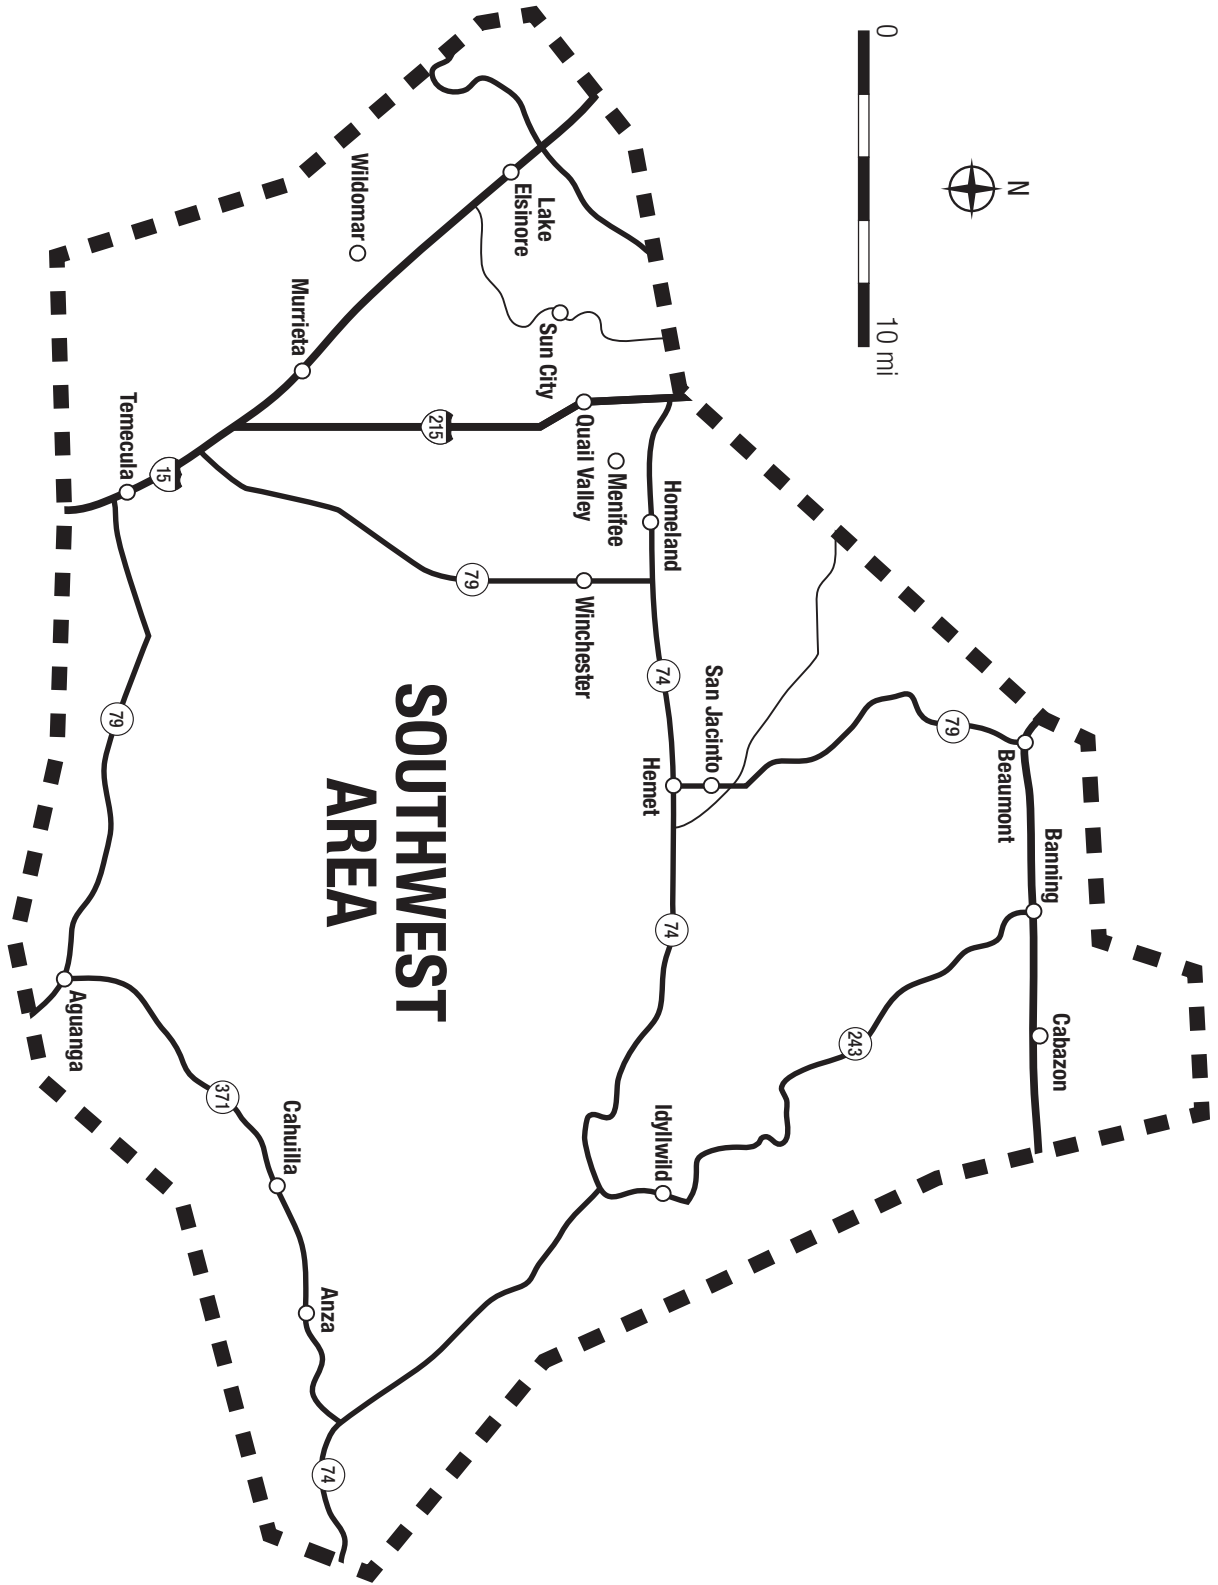 N
0
10 mi
Cabazon
Banning
Beaumont
79
243
San Jacinto
Idyllwild
Homeland
74
Hemet
74
Menifee
Quail Valley
Winchester
Sun City
Lake
Elsinore
79
215
SOUTHWEST
AREA
Wildomar
Murrieta
Anza
74
Cahuilla
371
15
Temecula
79
Aguanga